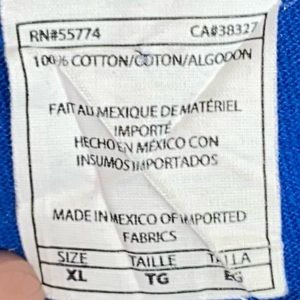 RN#55774 CA#38327
100% COTTON/COTON/ALGODON
FAIT AU MEXIQUE DE MATÉRIEL
IMPORTÉ
HECHO EN MÉXICO CON
INSUMOS IMPORTADOS
MADE IN MEXICO OF IMPORTED
FABRICS
SIZE TAILLE TALLA
XL TG EG